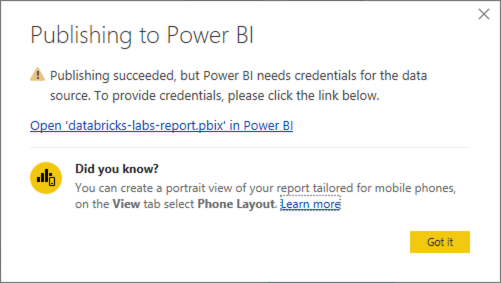 Publishing to Power BI
Publishing succeeded, but Power BI needs credentials for the data
source. To provide credentials, please click the link below.
Open 'databricks-labs-report.pbix' in Power BI
Did you know?
You can create a portrait view of your report tailored for mobile phones,
on the View tab select Phone Layout. Learn more
Got it